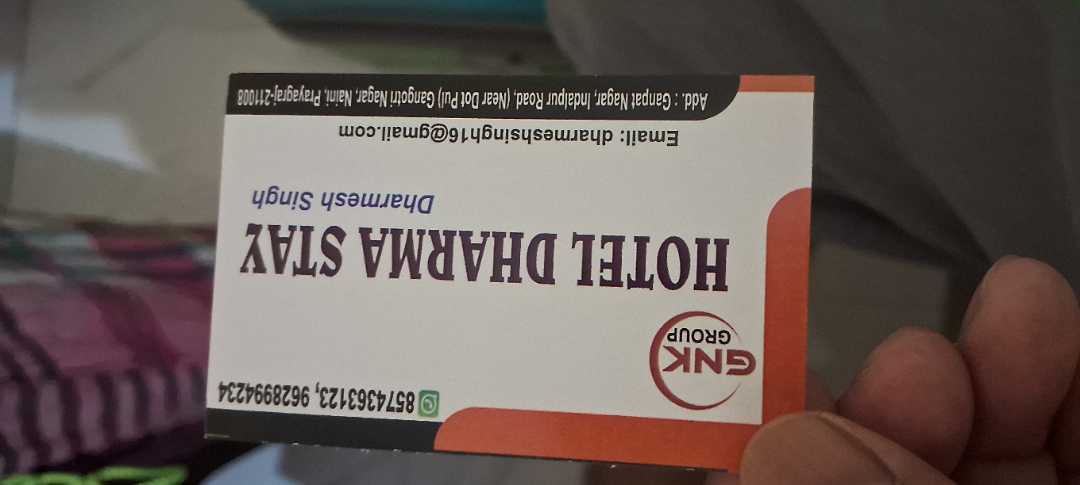 8574363123, 9628994234
GNK
GROUP
HOTEL DHARMA STAY
Dharmesh Singh
Email: dharmeshsingh16@gmail.com
Add. : Ganpat Nagar, Indalpur Road, (Near Dot Pul) Gangotri Nagar, Naini, Prayagraj-211008